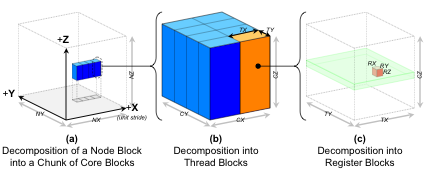 +Z
+Y
+X
(unit stride)
NY
NX
NZ
TX
TY
CY
CX
CZ
RX
RY
RZ
TY
TX
CZ
(a)
Decomposition of a Node Block
into a Chunk of Core Blocks
(b)
Decomposition into
Thread Blocks
(c)
Decomposition into
Register Blocks